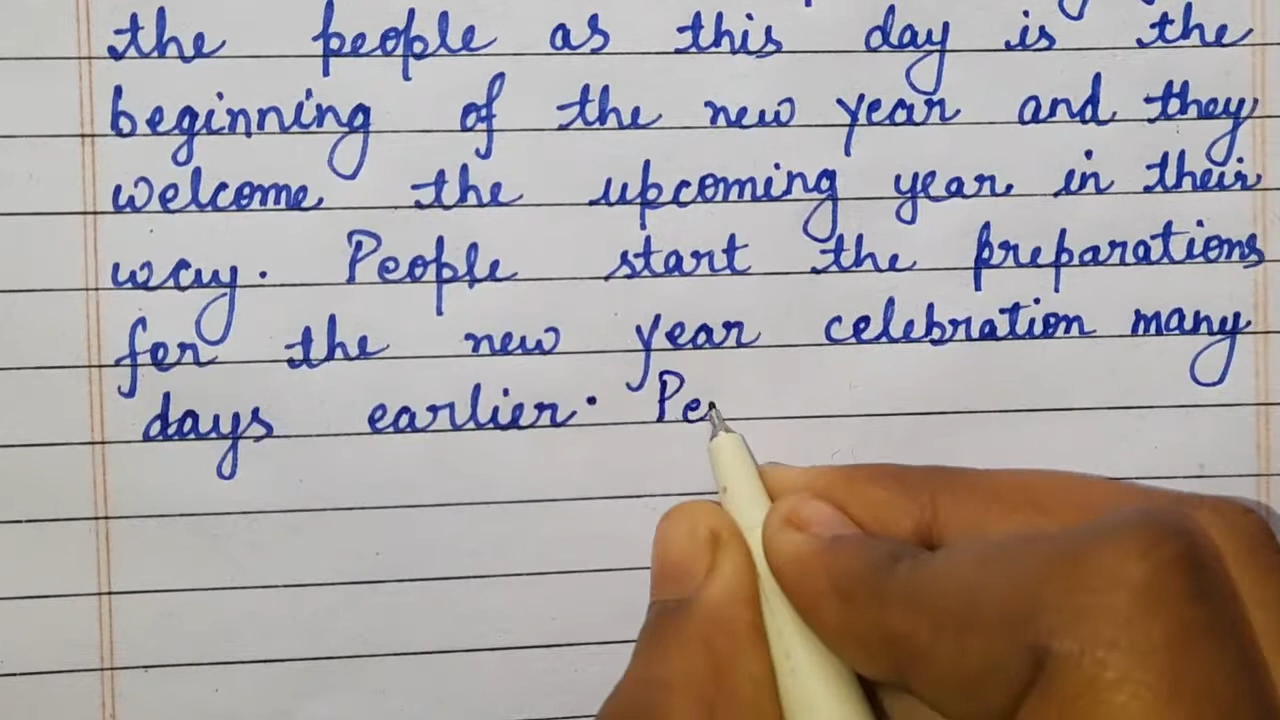 the people as this day is the
beginning of the new year and they
welcome the upcoming year in their
way. People start the preparations
for the new year celebration many
days earlier. Pe